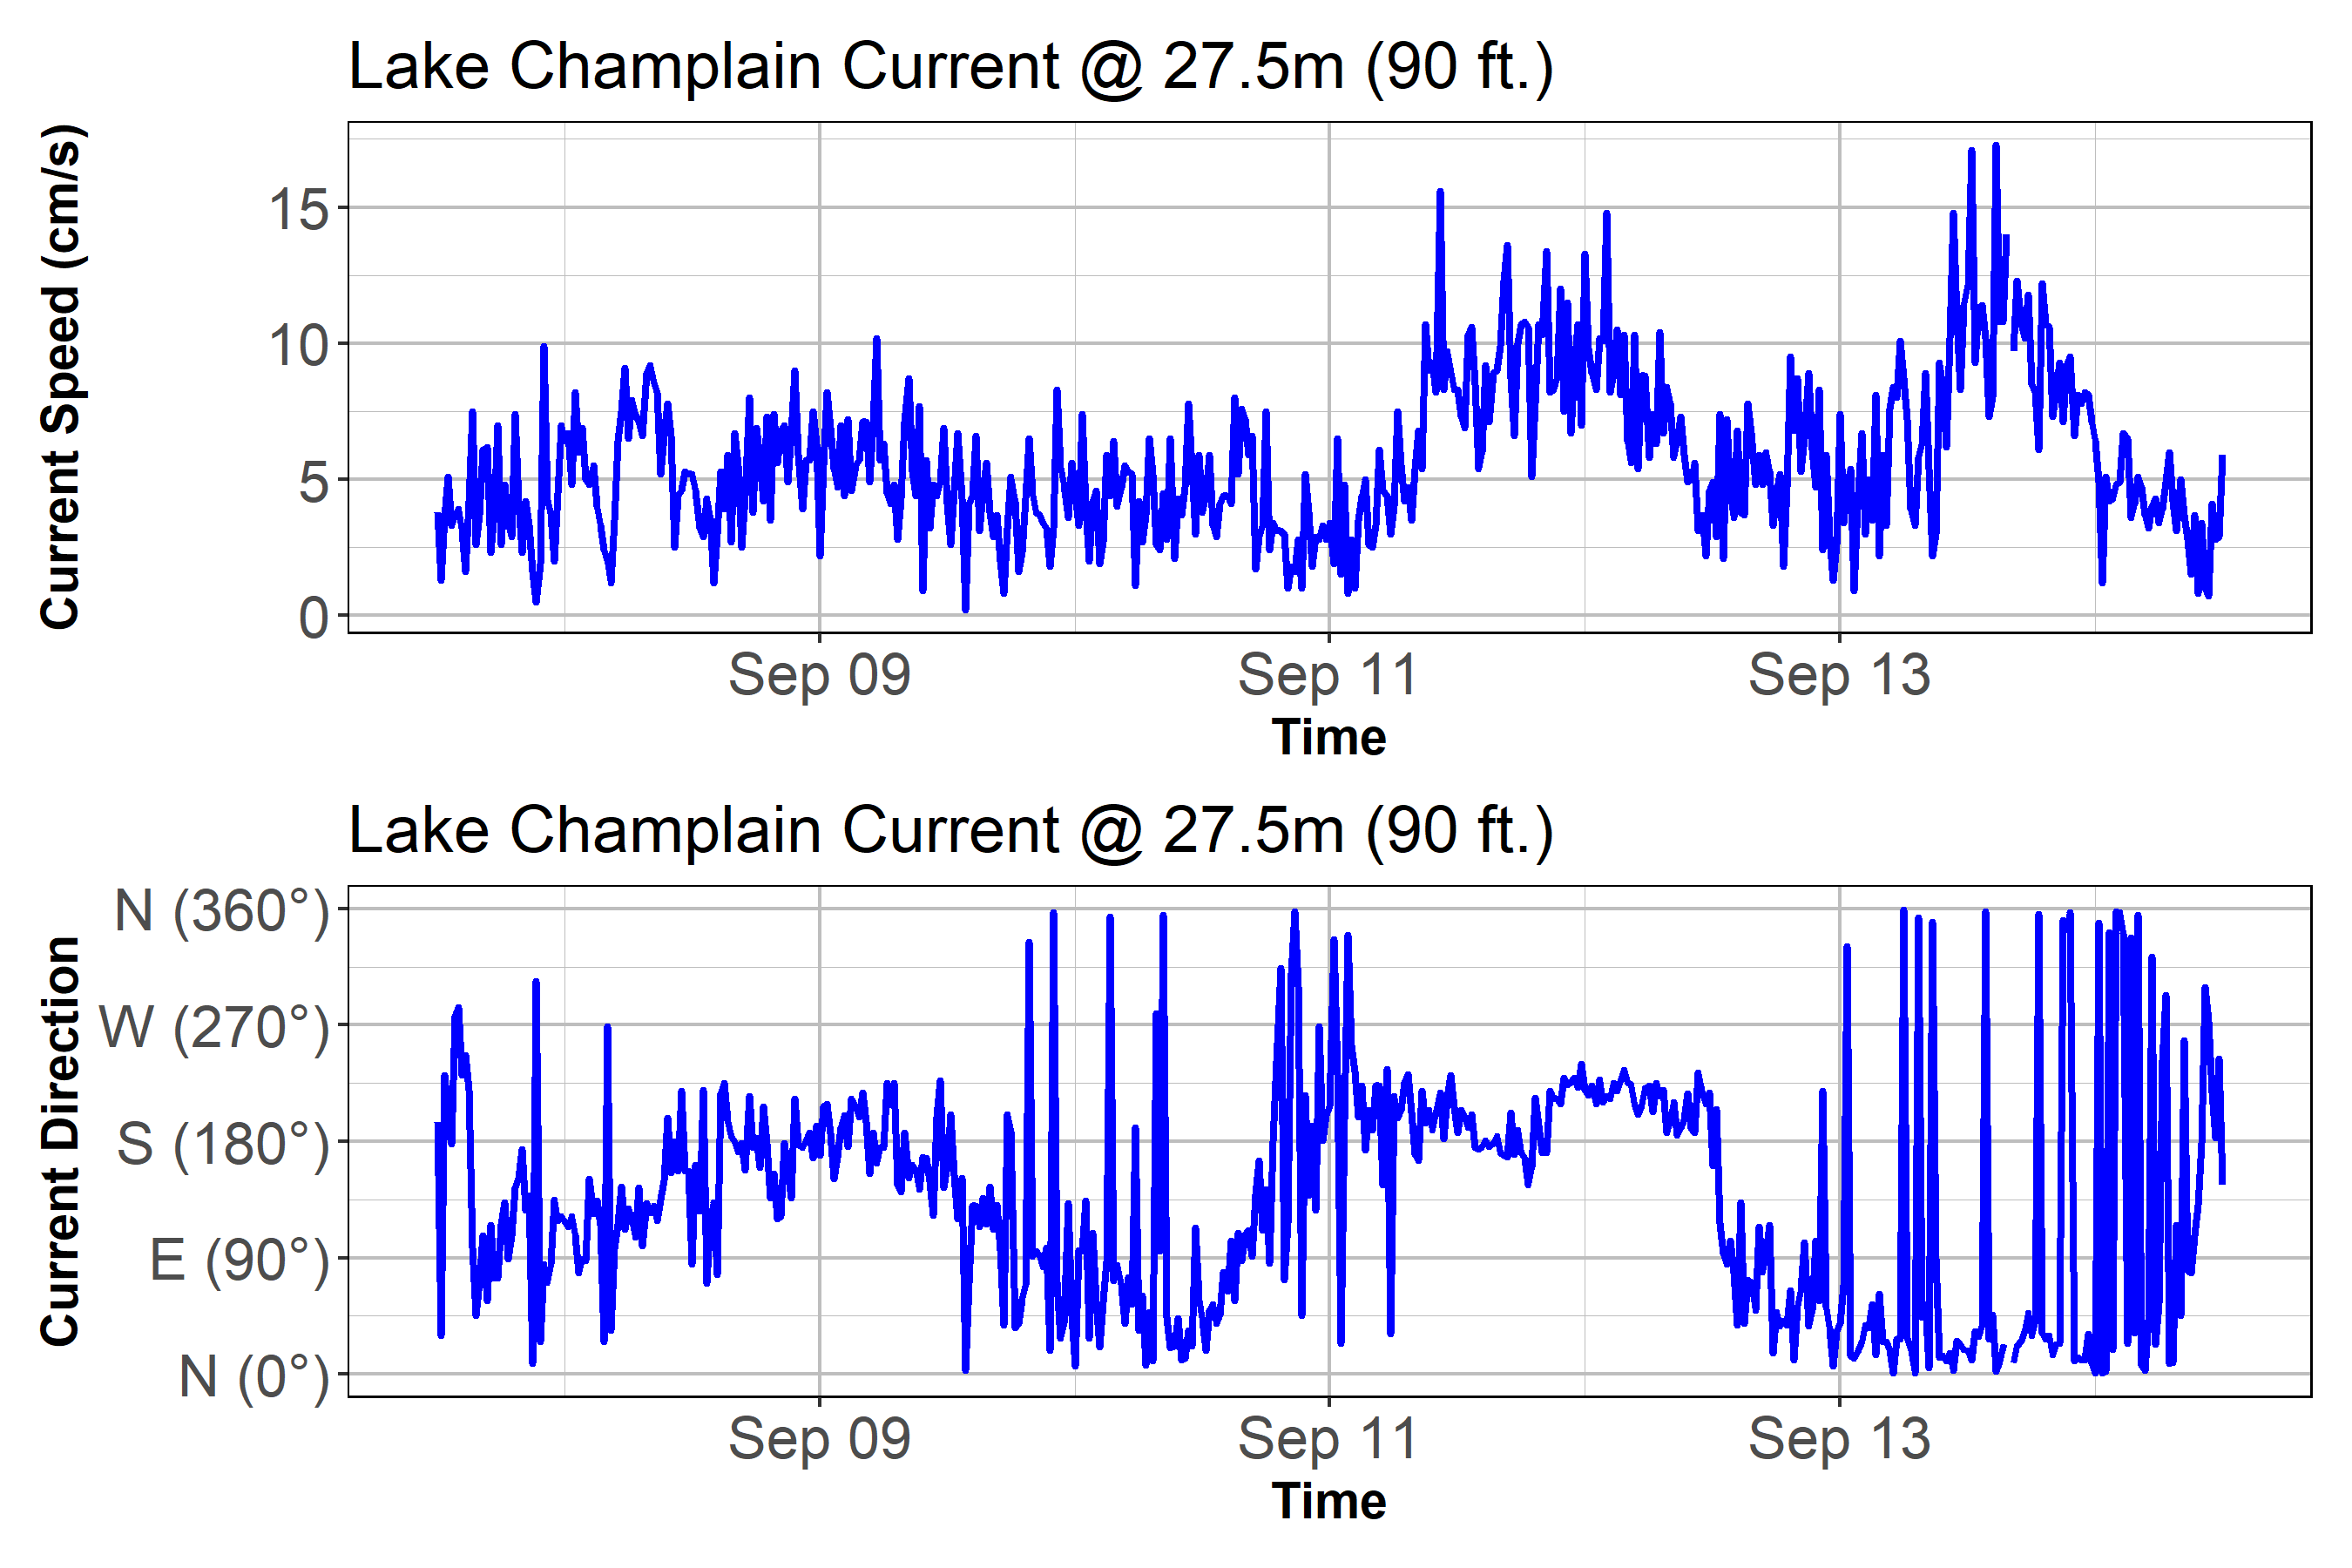 Lake Champlain Current @ 27.5m (90 ft.)
Current Speed (cm/s)
15
10
5
0
Sep 09 Sep 11 Sep 13
Time
Lake Champlain Current @ 27.5m (90 ft.)
Current Direction
N (360°)
W (270°)
S (180°)
E (90°)
N (0°)
Sep 09 Sep 11 Sep 13
Time